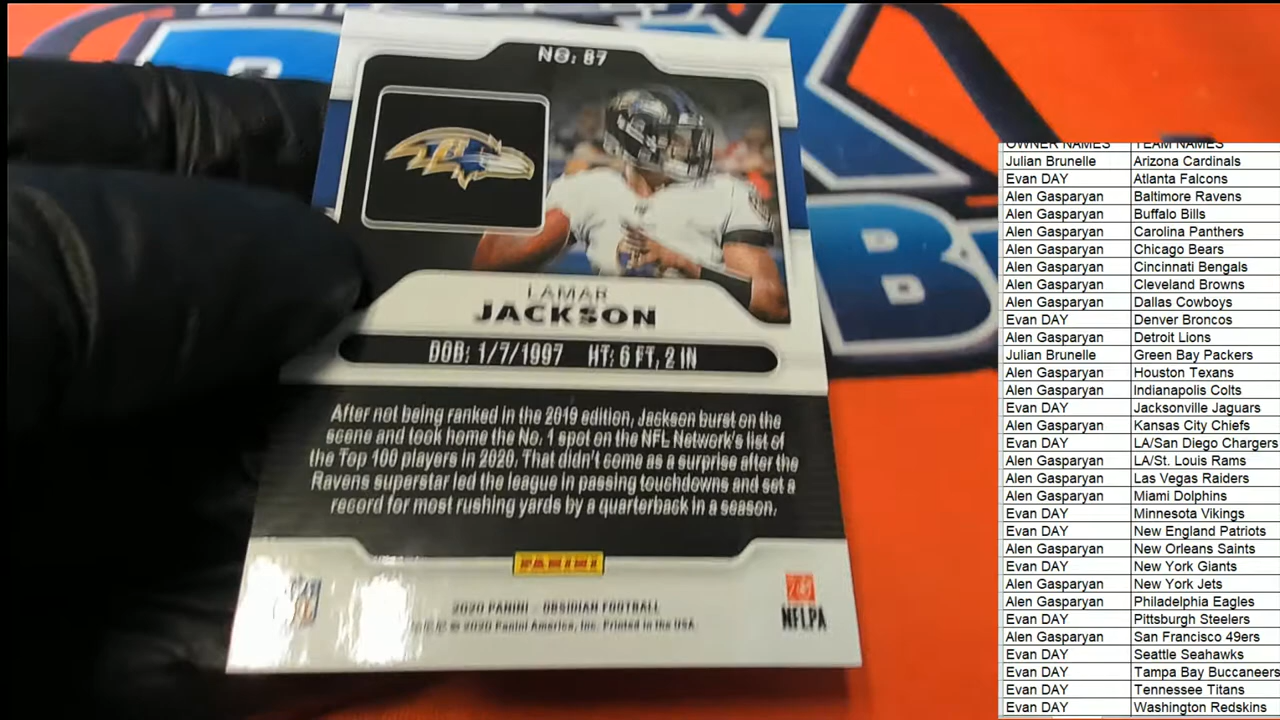 NO: 87
LAMAR
JACKSON
DOB: 1/7/1997 HT: 6 FT, 2 IN
After not being ranked in the 2019 edition, Jackson burst on the
scene and took home the No. 1 spot on the NFL Network's list of
the Top 100 players in 2020. That didn't come as a surprise after the
Ravens superstar led the league in passing touchdowns and set a
record for most rushing yards by a quarterback in a season.
PANINI
2020 PANINI - OBSIDIAN FOOTBALL
© 2020 Panini America, Inc. Printed in the USA.
NFLPA
B
OWNER NAMES TEAM NAMES
Julian Brunelle Arizona Cardinals
Evan DAY Atlanta Falcons
Alen Gasparyan Baltimore Ravens
Alen Gasparyan Buffalo Bills
Alen Gasparyan Carolina Panthers
Alen Gasparyan Chicago Bears
Alen Gasparyan Cincinnati Bengals
Alen Gasparyan Cleveland Browns
Alen Gasparyan Dallas Cowboys
Evan DAY Denver Broncos
Alen Gasparyan Detroit Lions
Julian Brunelle Green Bay Packers
Alen Gasparyan Houston Texans
Alen Gasparyan Indianapolis Colts
Evan DAY Jacksonville Jaguars
Alen Gasparyan Kansas City Chiefs
Evan DAY LA/San Diego Chargers
Alen Gasparyan LA/St. Louis Rams
Alen Gasparyan Las Vegas Raiders
Alen Gasparyan Miami Dolphins
Evan DAY Minnesota Vikings
Evan DAY New England Patriots
Alen Gasparyan New Orleans Saints
Evan DAY New York Giants
Alen Gasparyan New York Jets
Alen Gasparyan Philadelphia Eagles
Evan DAY Pittsburgh Steelers
Alen Gasparyan San Francisco 49ers
Evan DAY Seattle Seahawks
Evan DAY Tampa Bay Buccaneers
Evan DAY Tennessee Titans
Evan DAY Washington Redskins